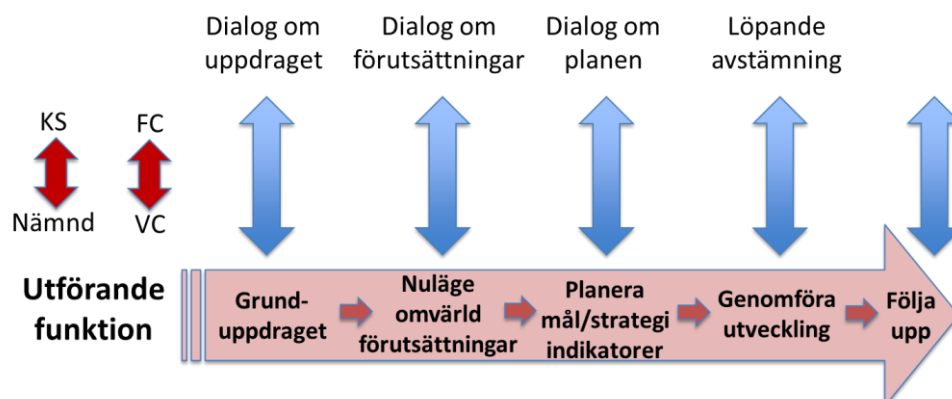 Dialog om
uppdraget
Dialog om
förutsättningar
Dialog om
planen
Löpande
avstämning
KS
FC
Nämnd
VC
Utförande
funktion
Grund-
uppdraget
Nuläge
omvärld
förutsättningar
Planera
mål/strategi
indikatorer
Genomföra
utveckling
Följa
upp